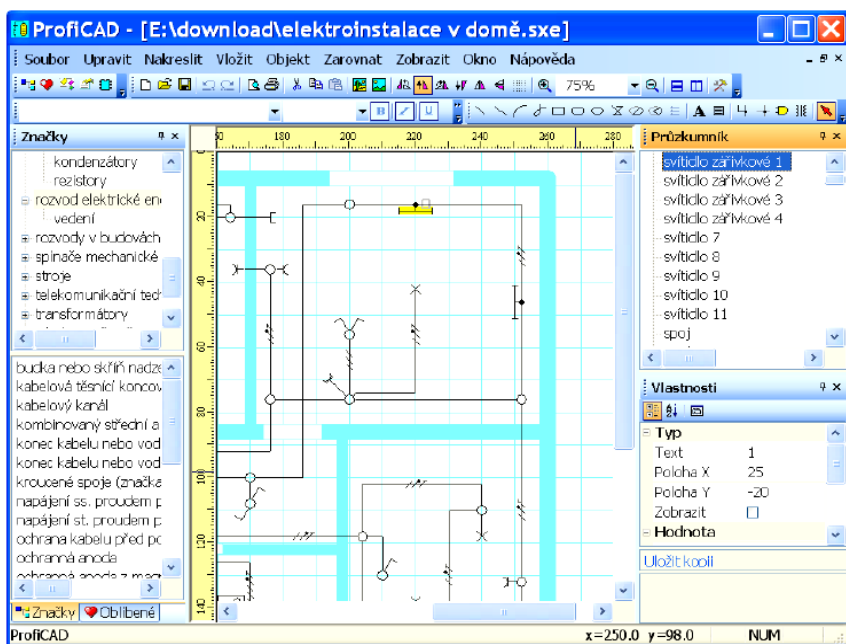 ProfiCAD - [E:\download\elektroinstalace v domě.sxe]
Soubor Upravit Nakreslit Vložit Objekt Zarovnat Zobrazit Okno Nápověda
75%
B I U A
Značky
kondenzátory
rezistory
rozvod elektrické en
vedení
rozvody v budovách
spínače mechanické
stroje
telekomunikační tech
transformátory
budka nebo skříň nadze
kabelová těsnící koncov
kabelový kanál
kombinovaný střední a
konec kabelu nebo vod
konec kabelu nebo vod
kroucené spoje (značka
napájení ss. proudem p
napájení st. proudem p
ochrana kabelu před po
ochranná anoda
ochranná anoda z magn
Značky Oblíbené
180 200 220 240 260 280
20
40
60
80
100
120
140
Průzkumník
svítidlo zářivkové 1
svítidlo zářivkové 2
svítidlo zářivkové 3
svítidlo zářivkové 4
svítidlo 7
svítidlo 8
svítidlo 9
svítidlo 10
svítidlo 11
spoj
Vlastnosti
Typ
Text 1
Poloha X 25
Poloha Y -20
Zobrazit
Hodnota
Uložit kopii
ProfiCAD x=250.0 y=98.0 NUM